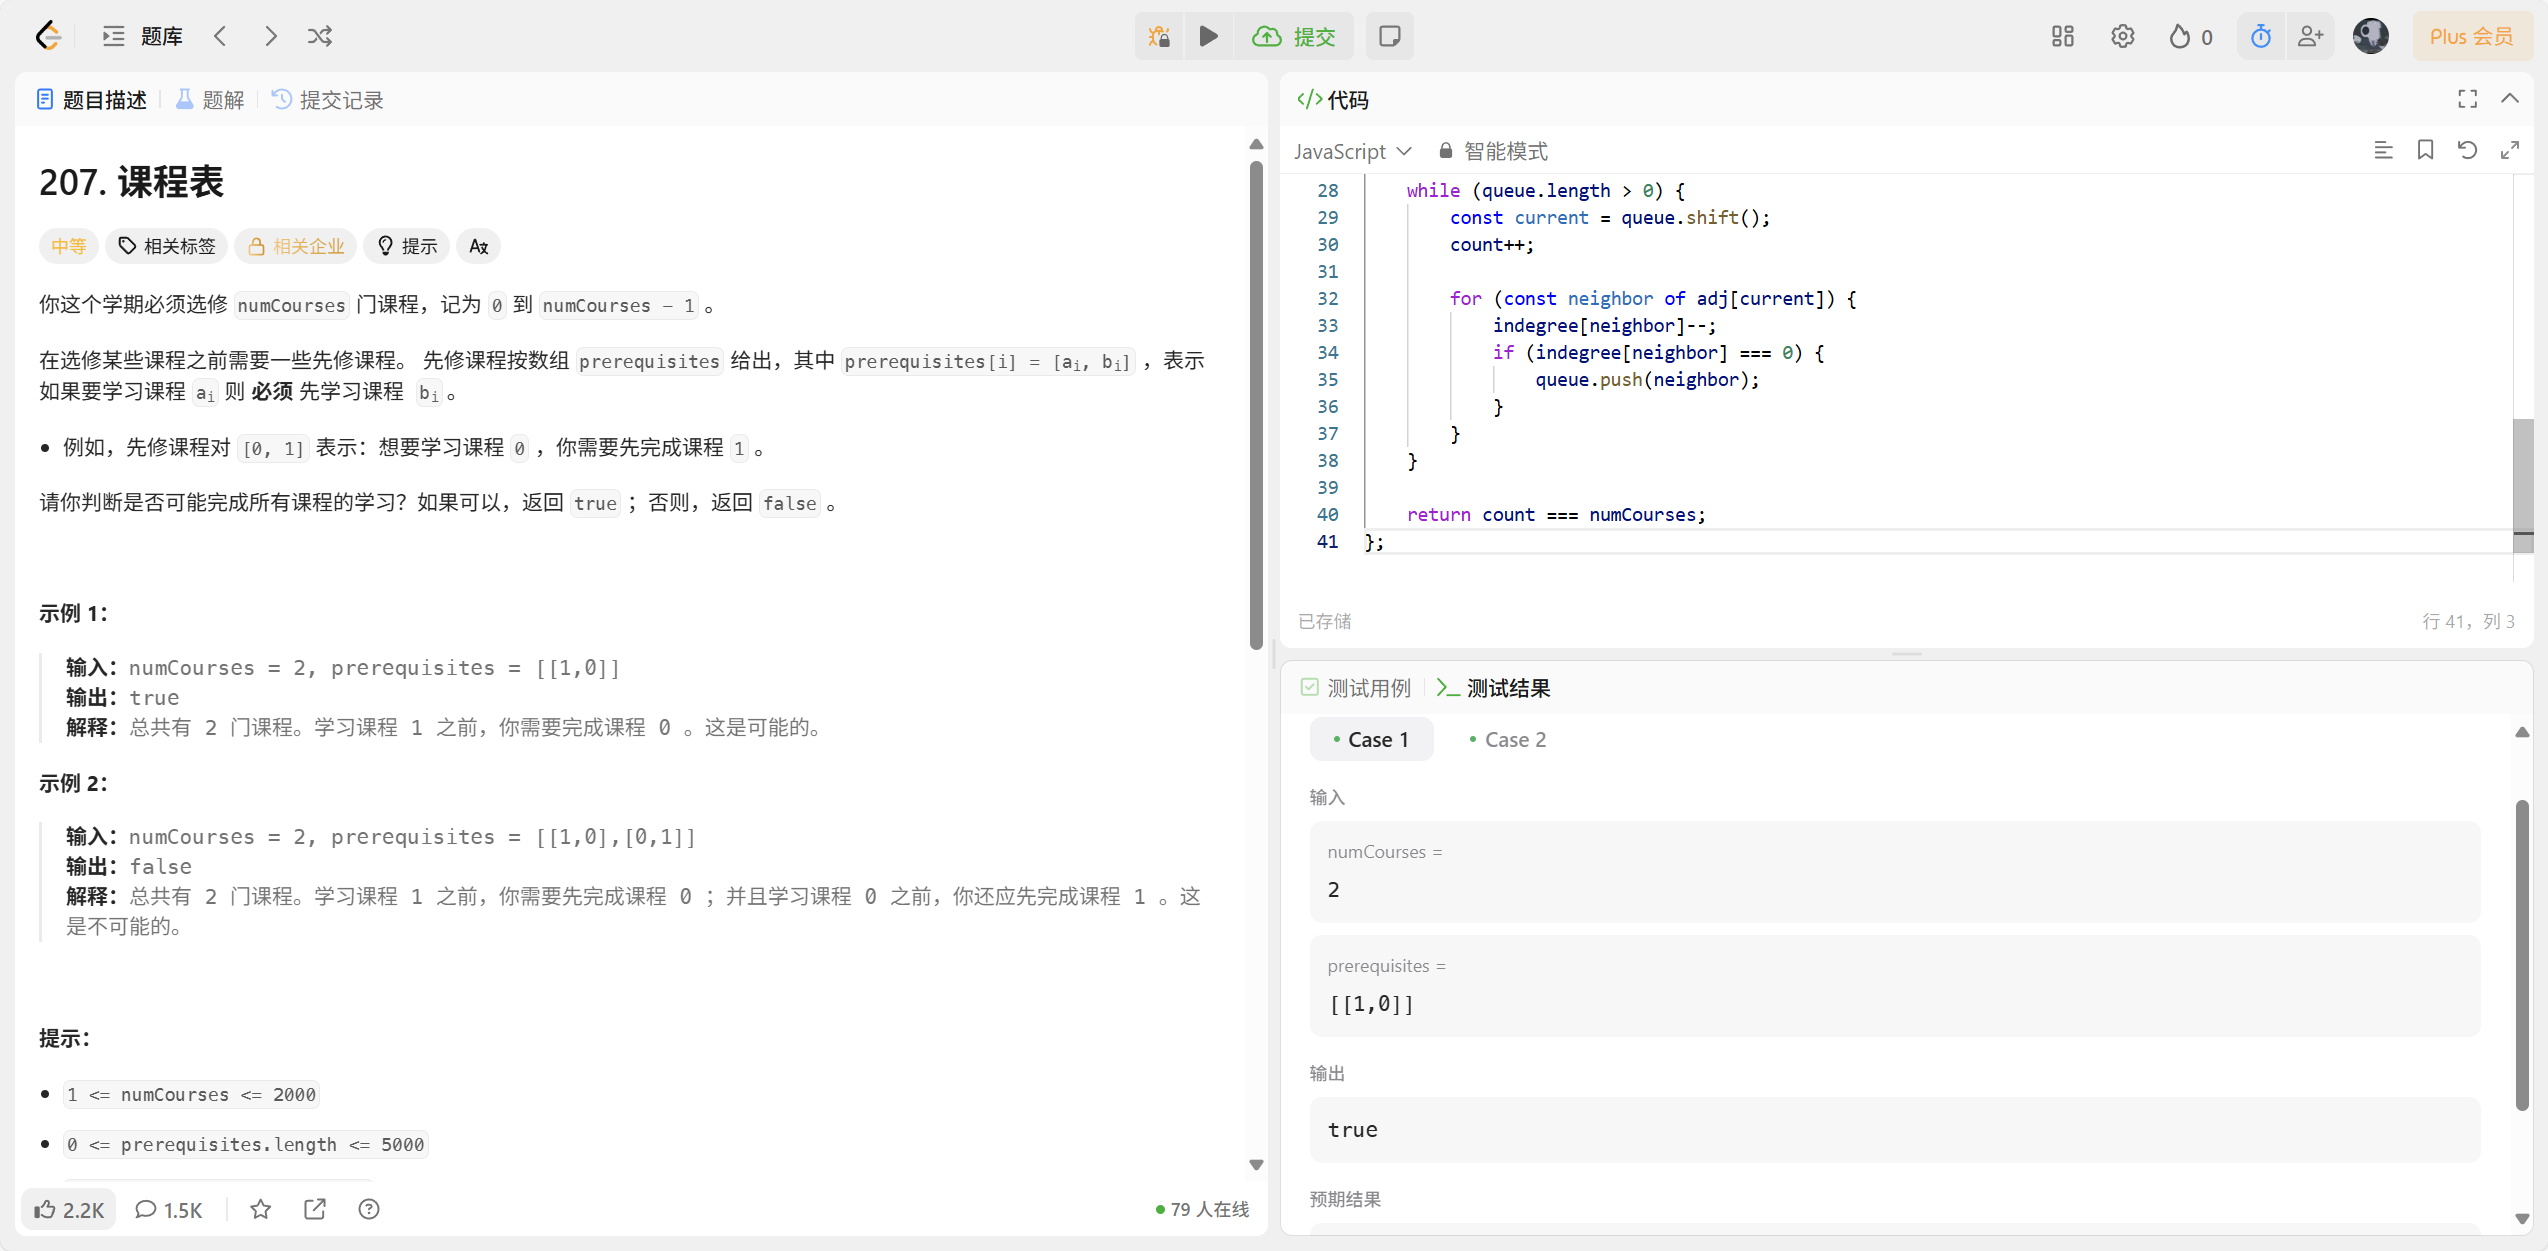 题库
提交
0
Plus 会员
题目描述
题解
提交记录
207. 课程表
中等
相关标签
相关企业
提示
你这个学期必须选修 numCourses 门课程，记为 0 到 numCourses - 1 。
在选修某些课程之前需要一些先修课程。 先修课程按数组 prerequisites 给出，其中 prerequisites[i] = [ai, bi] ，表示
如果要学习课程 ai 则 必须 先学习课程 bi 。
• 例如，先修课程对 [0, 1] 表示：想要学习课程 0 ，你需要先完成课程 1 。
请你判断是否可能完成所有课程的学习？如果可以，返回 true ；否则，返回 false 。
示例 1：
输入：numCourses = 2, prerequisites = [[1,0]]
输出：true
解释：总共有 2 门课程。学习课程 1 之前，你需要完成课程 0 。这是可能的。
示例 2：
输入：numCourses = 2, prerequisites = [[1,0],[0,1]]
输出：false
解释：总共有 2 门课程。学习课程 1 之前，你需要先完成课程 0 ；并且学习课程 0 之前，你还应先完成课程 1 。这
是不可能的。
提示：
• 1 <= numCourses <= 2000
• 0 <= prerequisites.length <= 5000
2.2K
1.5K
79 人在线
</> 代码
JavaScript
智能模式
28 while (queue.length > 0) {
29 const current = queue.shift();
30 count++;
31
32 for (const neighbor of adj[current]) {
33 indegree[neighbor]--;
34 if (indegree[neighbor] === 0) {
35 queue.push(neighbor);
36 }
37 }
38 }
39
40 return count === numCourses;
41 };
已存储
行 41，列 3
测试用例
测试结果
Case 1
Case 2
输入
numCourses =
2
prerequisites =
[[1,0]]
输出
true
预期结果